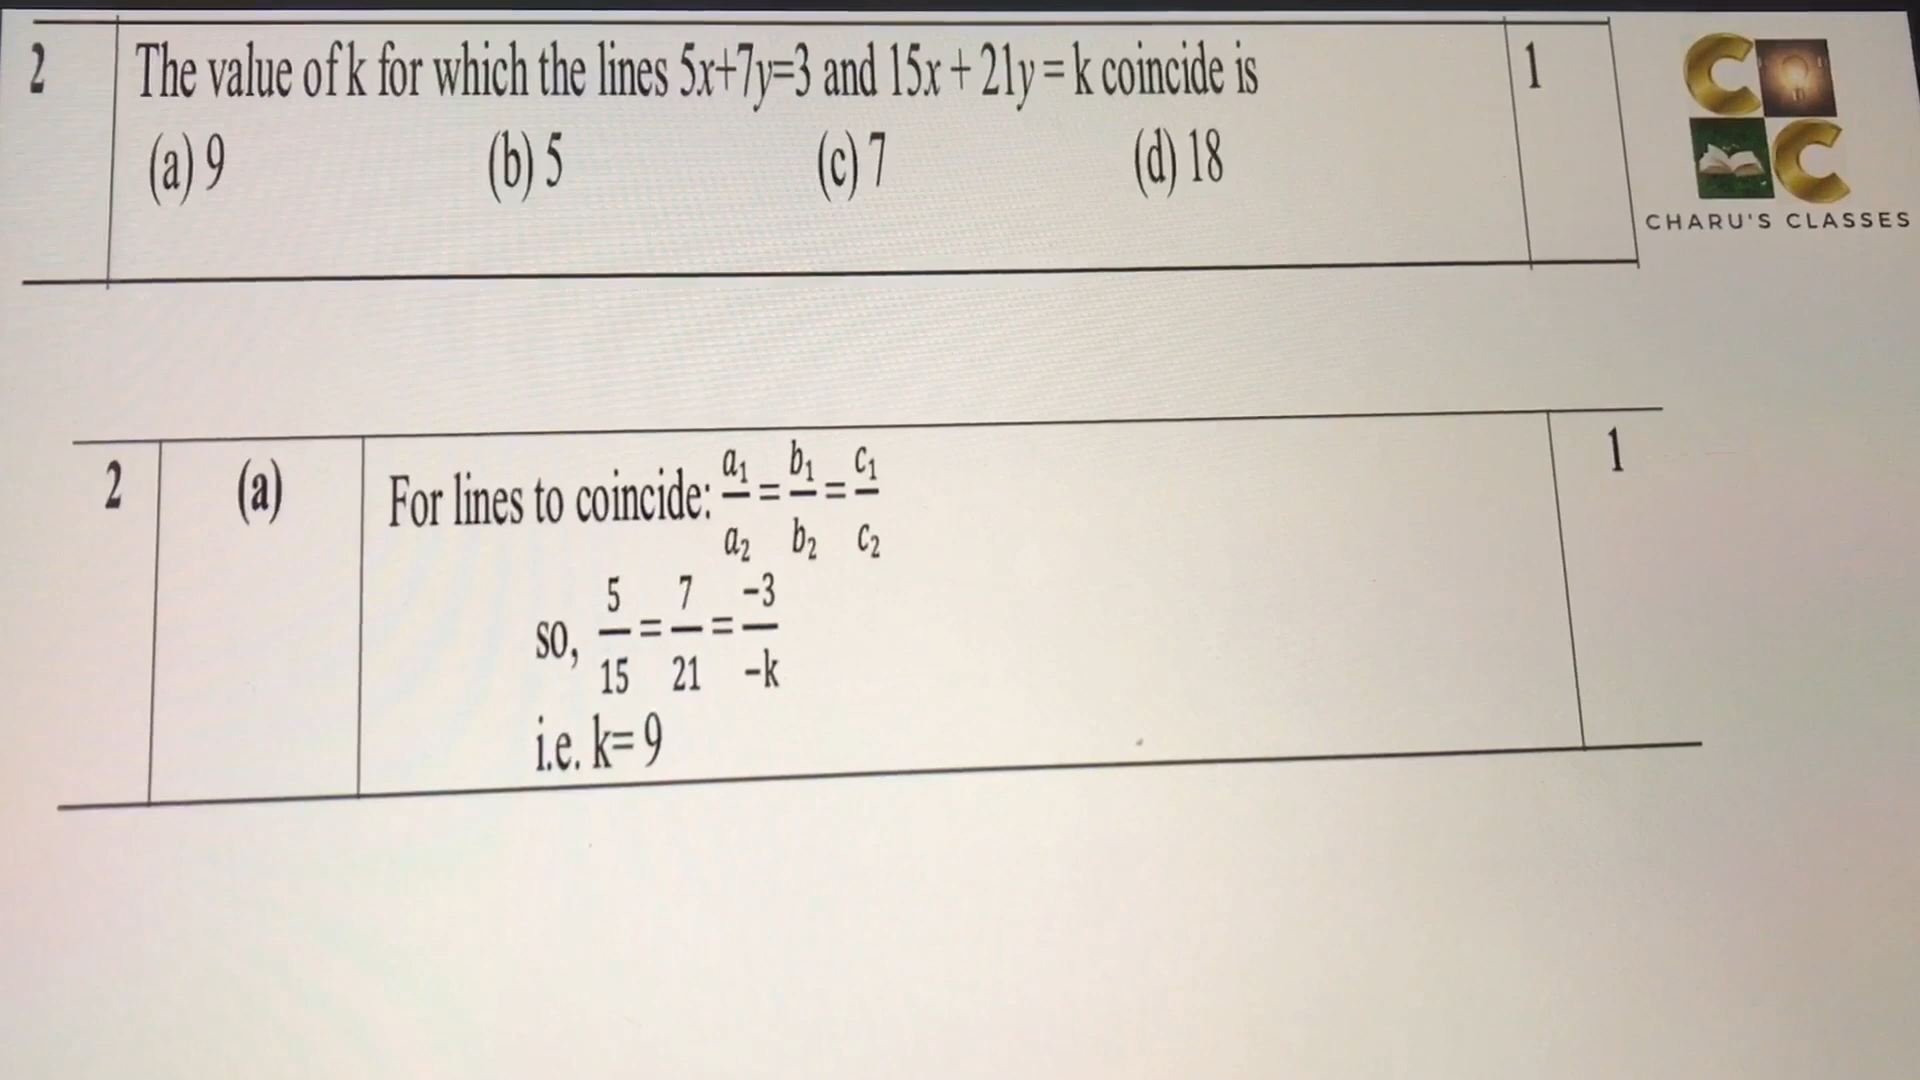 2 The value of k for which the lines 5x+7y=3 and 15x + 21y = k coincide is 1
(a) 9 (b) 5 (c) 7 (d) 18
CHARU'S CLASSES
2 (a) For lines to coincide: a₁/a₂ = b₁/b₂ = c₁/c₂ 1
so, 5/15 = 7/21 = −3/−k
i.e. k= 9